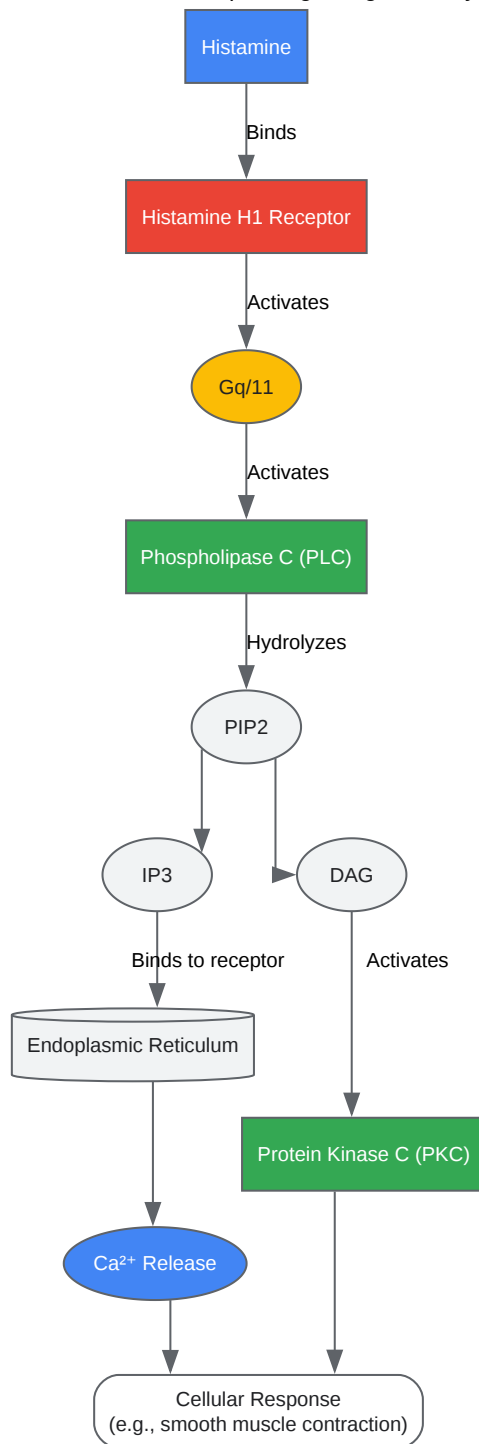 Histamine
Binds
Histamine H1 Receptor
Activates
Gq/11
Activates
Phospholipase C (PLC)
Hydrolyzes
PIP2
IP3
DAG
Binds to receptor
Activates
Endoplasmic Reticulum
Protein Kinase C (PKC)
Ca²⁺ Release
Cellular Response
(e.g., smooth muscle contraction)